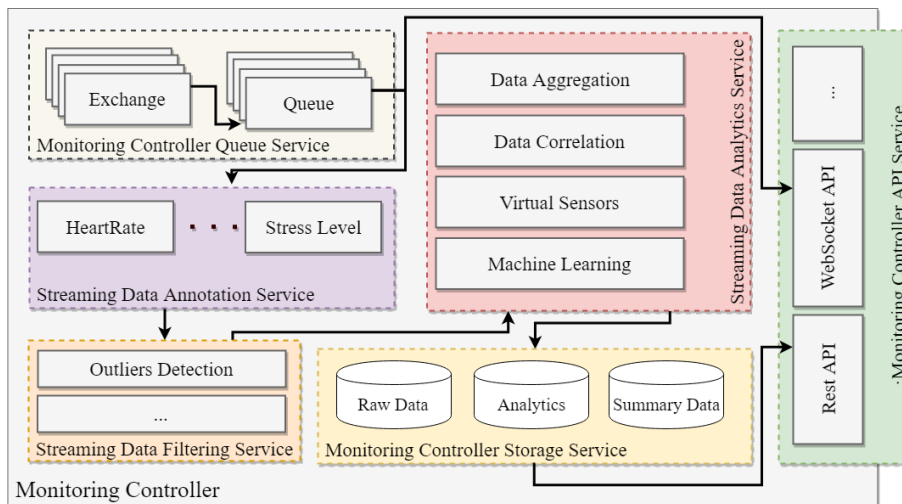 Exchange
Queue
Monitoring Controller Queue Service
HeartRate
. . .
Stress Level
Streaming Data Annotation Service
Outliers Detection
...
Streaming Data Filtering Service
Data Aggregation
Data Correlation
Virtual Sensors
Machine Learning
Streaming Data Analytics Service
Raw Data
Analytics
Summary Data
Monitoring Controller Storage Service
...
WebSocket API
Rest API
·Monitoring Controller API Service
Monitoring Controller